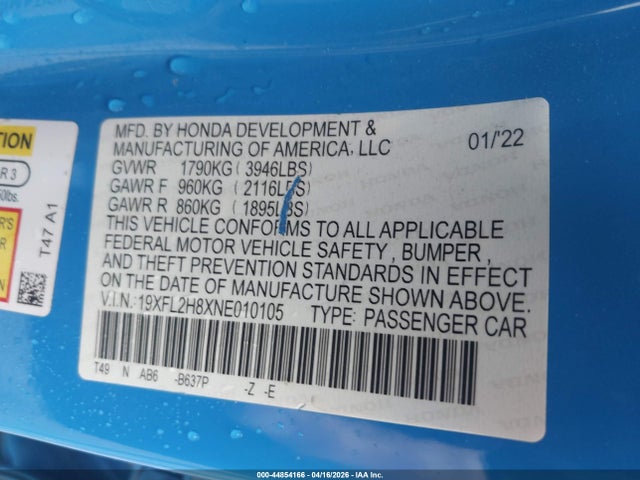 MFD. BY HONDA DEVELOPMENT &
MANUFACTURING OF AMERICA, LLC 01/'22
GVWR 1790KG ( 3946LBS)
GAWR F 960KG ( 2116LBS)
GAWR R 860KG ( 1895LBS)
THIS VEHICLE CONFORMS TO ALL APPLICABLE
FEDERAL MOTOR VEHICLE SAFETY , BUMPER ,
AND THEFT PREVENTION STANDARDS IN EFFECT
ON THE DATE OF MANUFACTURE SHOWN ABOVE.
V.I.N.:19XFL2H8XNE010105 TYPE: PASSENGER CAR
T49 N AB6 -B637P -Z -E
T47 A1
000-44854166 - 04/16/2026 - IAA Inc.